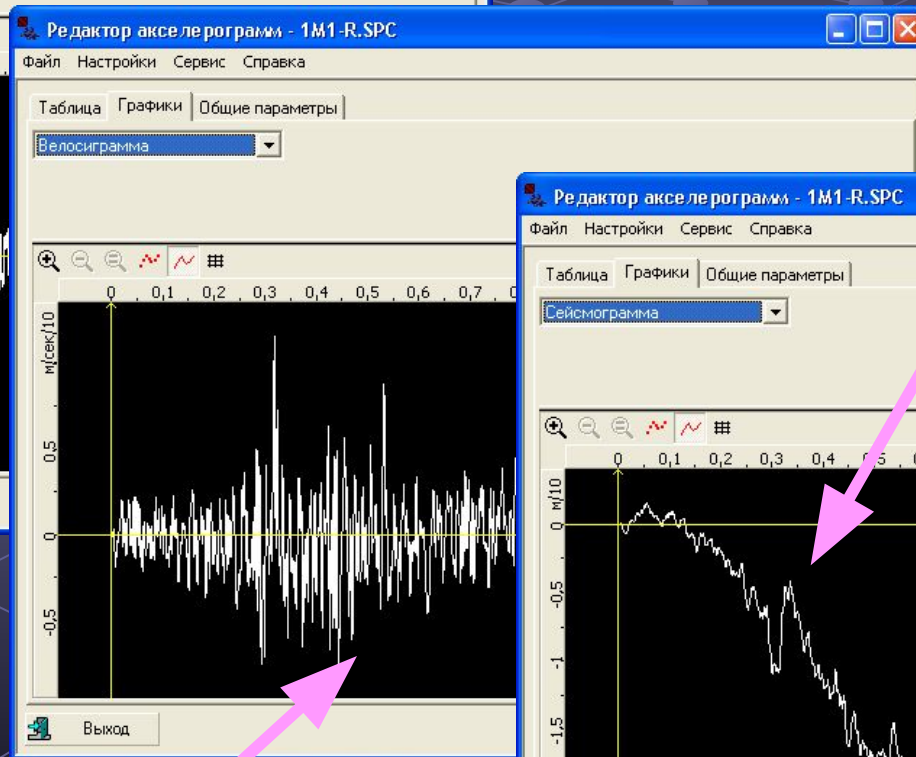 Редактор акселерограмм - 1M1-R.SPC
Файл Настройки Сервис Справка
Таблица Графики Общие параметры
Велосиграмма
0 0,1 0,2 0,3 0,4 0,5 0,6 0,7
м/сек/10
0,5
0
-0,5
Выход
Редактор акселерограмм - 1M1-R.SPC
Файл Настройки Сервис Справка
Таблица Графики Общие параметры
Сейсмограмма
0 0,1 0,2 0,3 0,4 0,5
м/10
0
-0,5
-1
-1,5